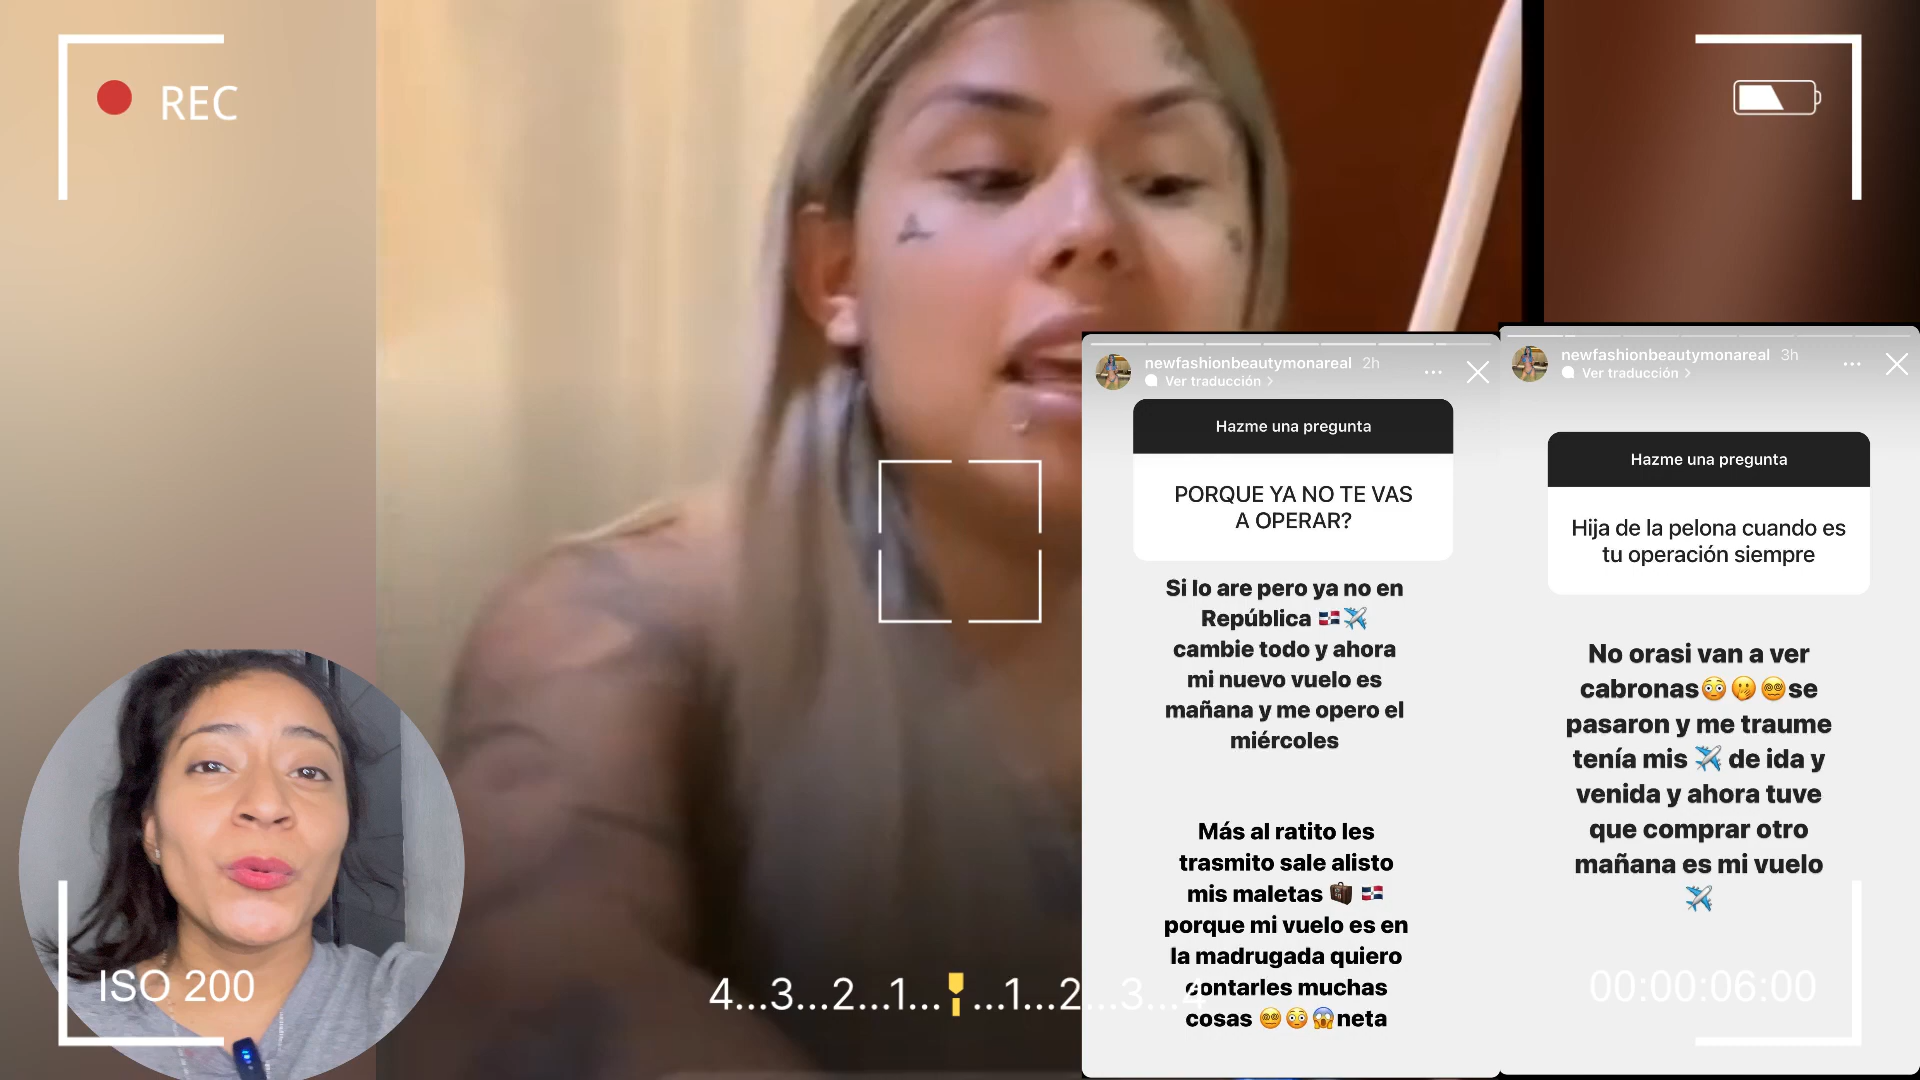 REC
newfashionbeautymonareal 2h
Ver traducción
Hazme una pregunta
PORQUE YA NO TE VAS
A OPERAR?
Si lo are pero ya no en
República 🇩🇴✈️
cambie todo y ahora
mi nuevo vuelo es
mañana y me opero el
miércoles
Más al ratito les
trasmito sale alisto
mis maletas 🧳 🇩🇴
porque mi vuelo es en
la madrugada quiero
contarles muchas
cosas 😵‍💫😳😱neta
newfashionbeautymonareal 3h
Ver traducción
Hazme una pregunta
Hija de la pelona cuando es
tu operación siempre
No orasi van a ver
cabronas😳🫢😵‍💫se
pasaron y me traume
tenía mis ✈️ de ida y
venida y ahora tuve
que comprar otro
mañana es mi vuelo
✈️
ISO 200
4...3...2...1... ...1...2...3...4
00:00:06:00